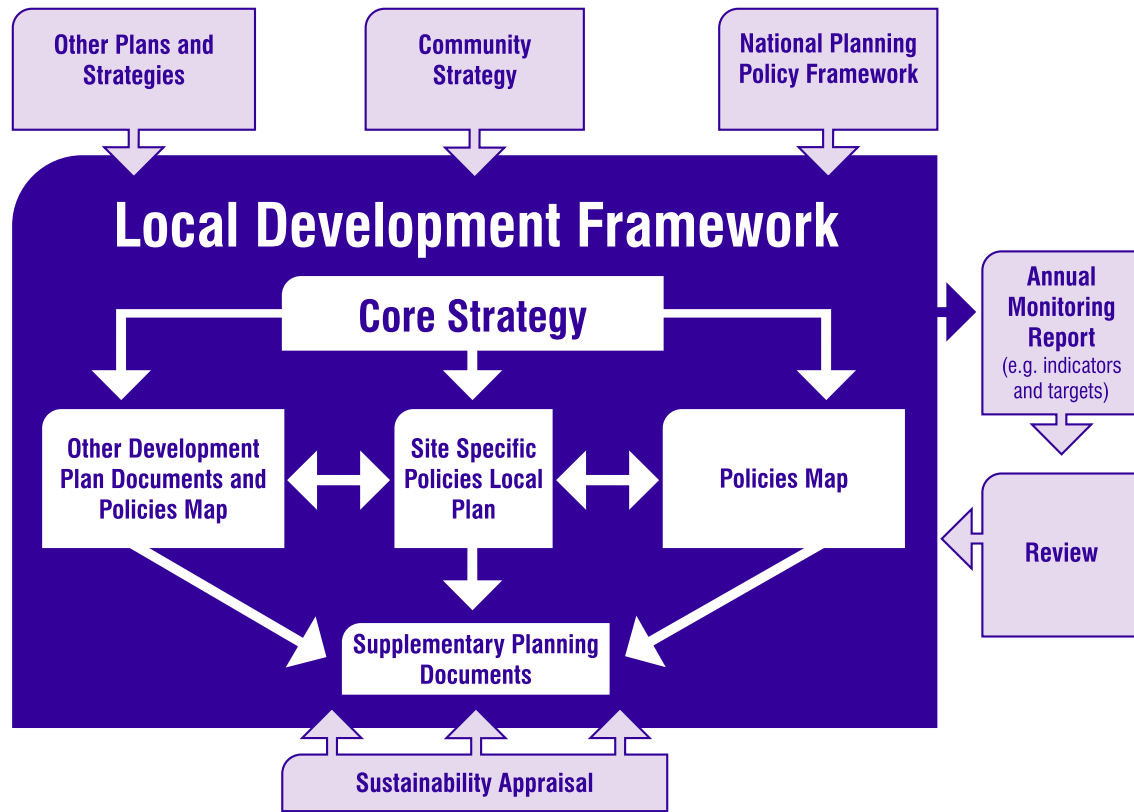 Other Plans and
Strategies
Community
Strategy
National Planning
Policy Framework
Local Development Framework
Core Strategy
Annual
Monitoring
Report
(e.g. indicators
and targets)
Other Development
Plan Documents and
Policies Map
Site Specific
Policies Local
Plan
Policies Map
Review
Supplementary Planning
Documents
Sustainability Appraisal